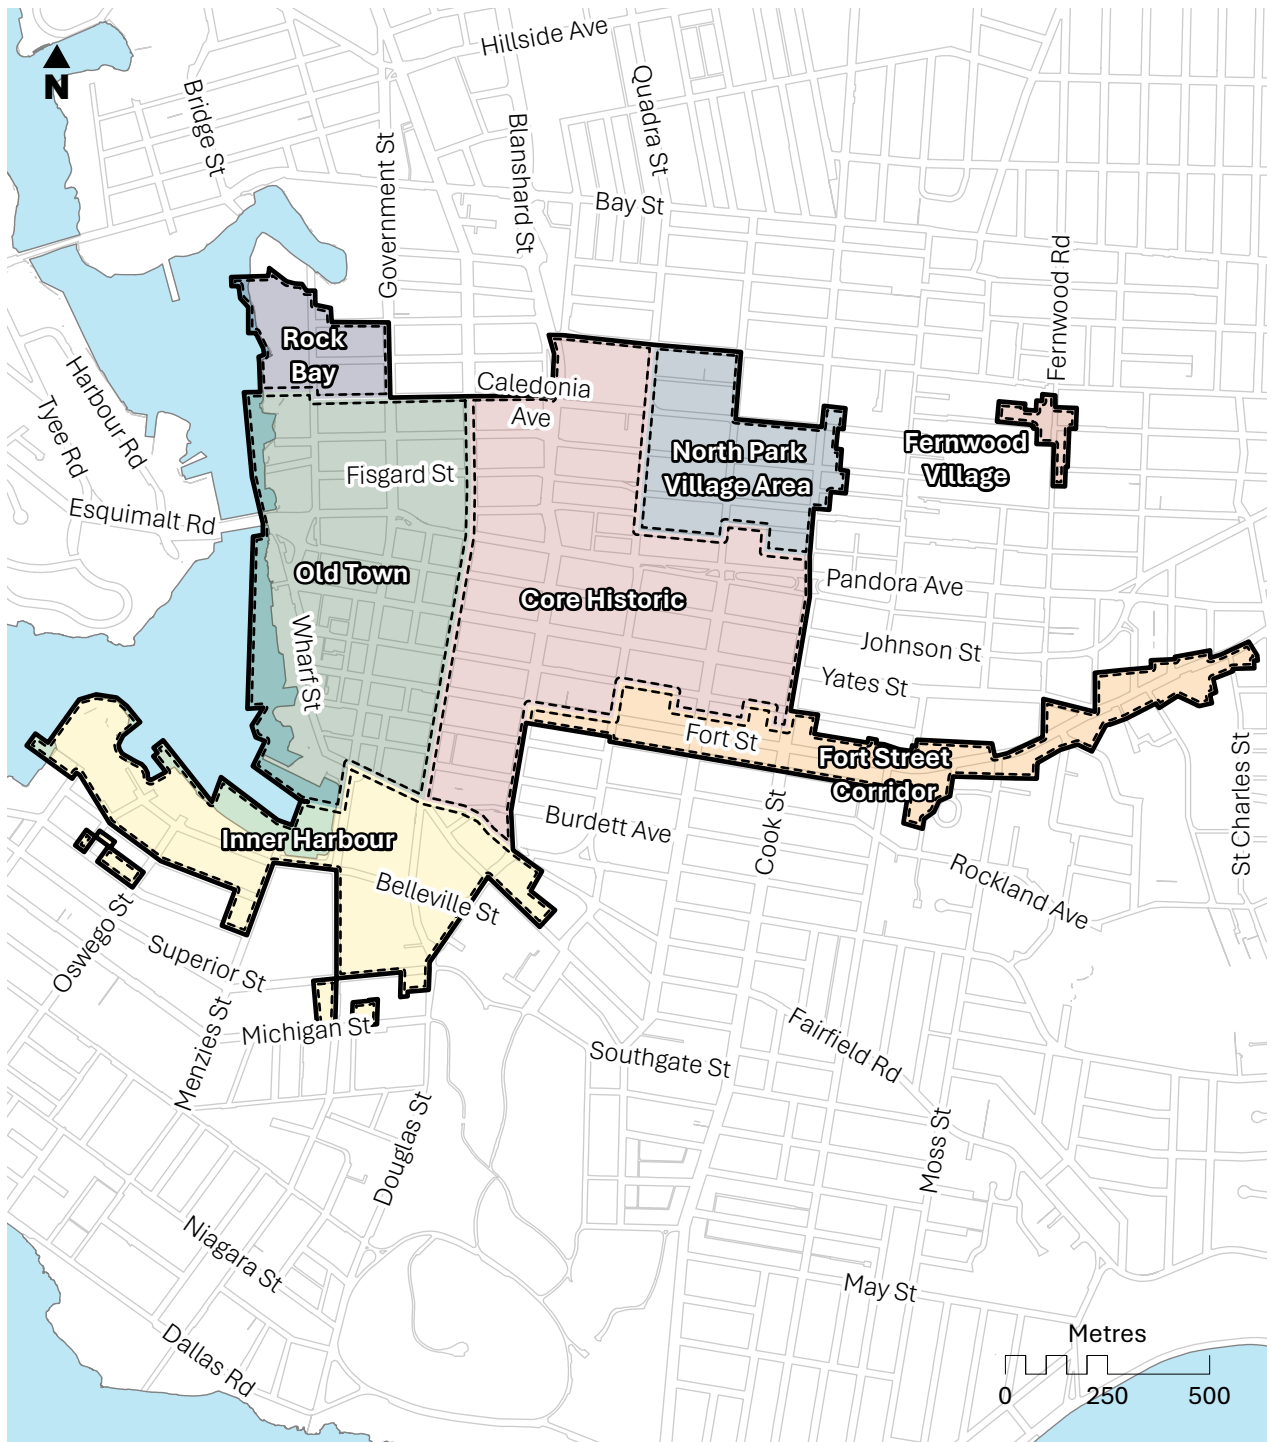 Hillside Ave
N
Bridge St
Quadra St
Blanshard St
Government St
Bay St
Fernwood Rd
Rock
Bay
Harbour Rd
Caledonia
Ave
Tyee Rd
North Park
Village Area
Fernwood
Village
Fisgard St
Esquimalt Rd
Old Town
Core Historic
Pandora Ave
Johnson St
Wharf St
Yates St
Fort St
Fort Street
Corridor
St Charles St
Burdett Ave
Cook St
Inner Harbour
Belleville St
Rockland Ave
Oswego St
Superior St
Menzies St
Michigan St
Fairfield Rd
Southgate St
Douglas St
Moss St
Niagara St
May St
Dallas Rd
Metres
0 250 500